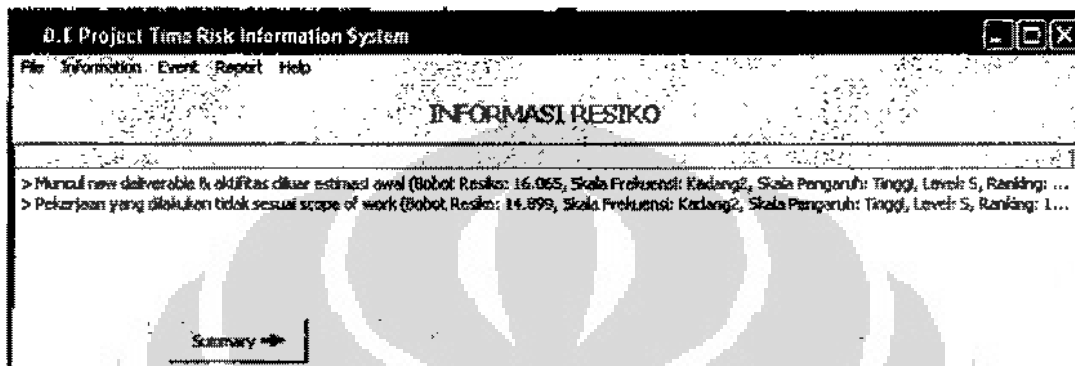 D.E Project Time Risk Information System
File Information Event Report Help
INFORMASI RESIKO
> Muncul new deliverable & aktifitas diluar estimasi awal (Bobot Resiko: 16.065, Skala Frekuensi: Kadang2, Skala Pengaruh: Tinggi, Level: S, Ranking: ...
> Pekerjaan yang dilakukan tidak sesuai scope of work (Bobot Resiko: 14.899, Skala Frekuensi: Kadang2, Skala Pengaruh: Tinggi, Level: S, Ranking: 1...
Summary